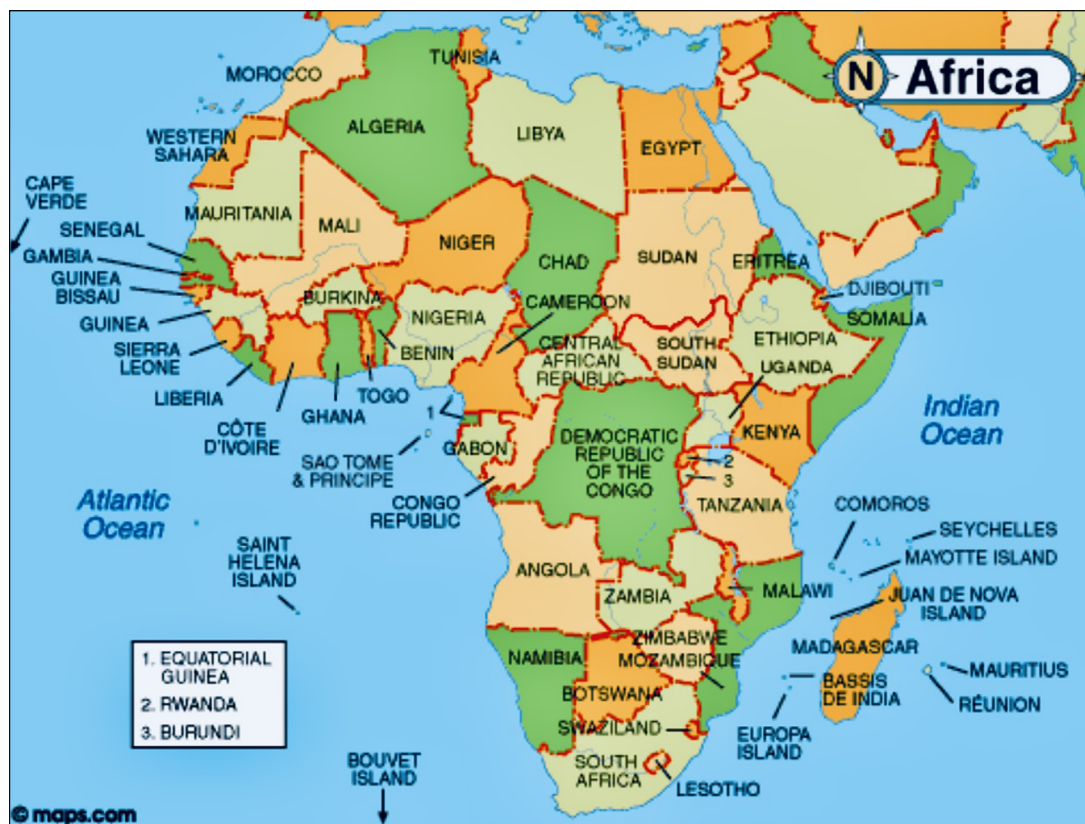 N
Africa
TUNISIA
MOROCCO
ALGERIA
LIBYA
EGYPT
WESTERN
SAHARA
CAPE
VERDE
MAURITANIA
MALI
NIGER
CHAD
SUDAN
ERITREA
SENEGAL
GAMBIA
GUINEA
BISSAU
GUINEA
SIERRA
LEONE
LIBERIA
CÔTE
D'IVOIRE
BURKINA
GHANA
TOGO
BENIN
NIGERIA
CAMEROON
CENTRAL
AFRICAN
REPUBLIC
SOUTH
SUDAN
ETHIOPIA
DJIBOUTI
SOMALIA
UGANDA
KENYA
Indian
Ocean
1
GABON
SAO TOME
& PRINCIPE
CONGO
REPUBLIC
DEMOCRATIC
REPUBLIC
OF THE
CONGO
2
3
TANZANIA
Atlantic
Ocean
SAINT
HELENA
ISLAND
ANGOLA
ZAMBIA
MALAWI
COMOROS
SEYCHELLES
MAYOTTE ISLAND
JUAN DE NOVA
ISLAND
MADAGASCAR
MAURITIUS
RÉUNION
BASSIS
DE INDIA
EUROPA
ISLAND
ZIMBABWE
MOZAMBIQUE
NAMIBIA
BOTSWANA
SWAZILAND
SOUTH
AFRICA
LESOTHO
1. EQUATORIAL
GUINEA
2. RWANDA
3. BURUNDI
BOUVET
ISLAND
© maps.com